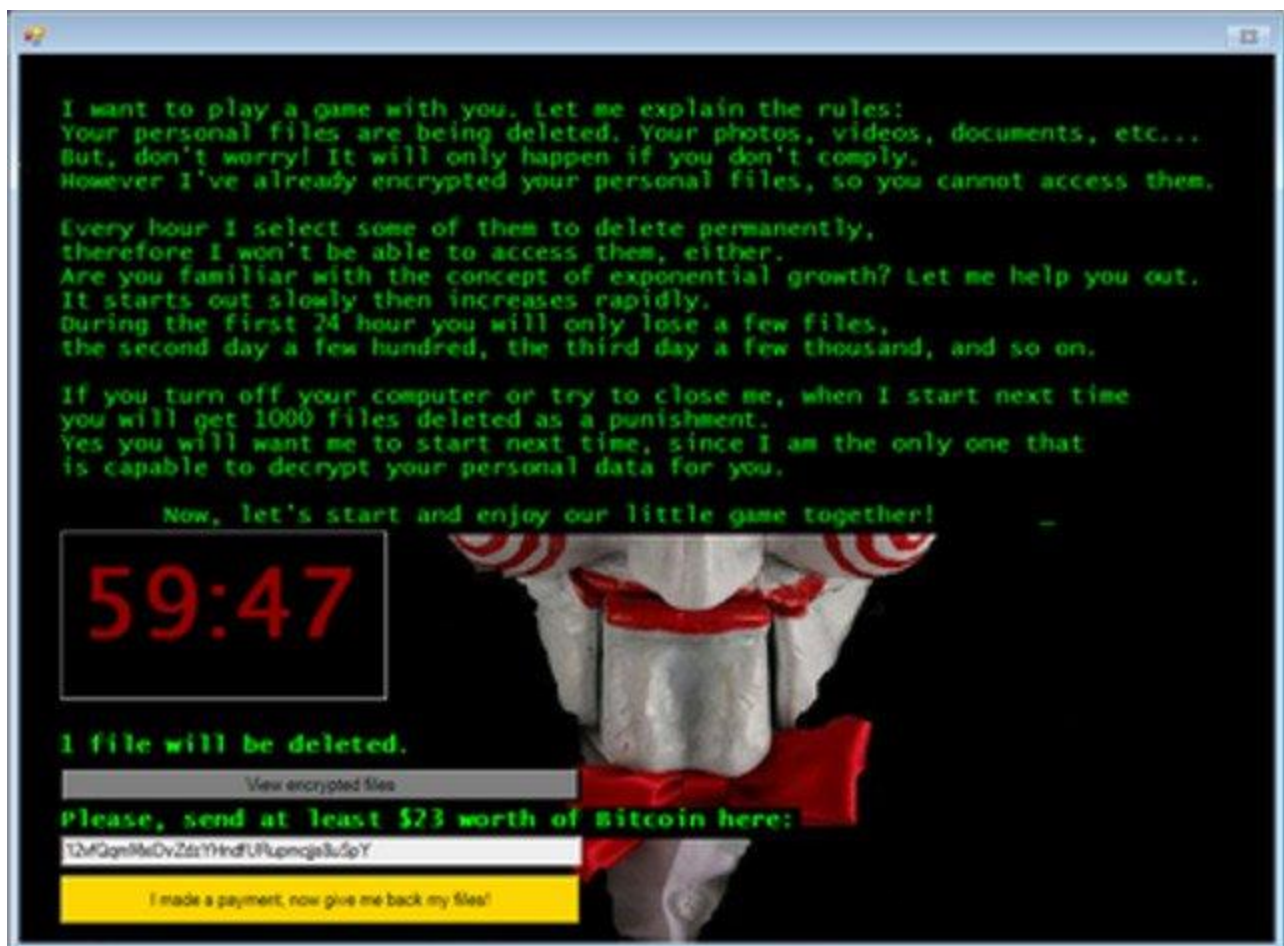 I want to play a game with you. Let me explain the rules:
Your personal files are being deleted. Your photos, videos, documents, etc...
But, don't worry! It will only happen if you don't comply.
However I've already encrypted your personal files, so you cannot access them.
Every hour I select some of them to delete permanently,
therefore I won't be able to access them, either.
Are you familiar with the concept of exponential growth? Let me help you out.
It starts out slowly then increases rapidly.
During the first 24 hour you will only lose a few files,
the second day a few hundred, the third day a few thousand, and so on.
If you turn off your computer or try to close me, when I start next time
you will get 1000 files deleted as a punishment.
Yes you will want me to start next time, since I am the only one that
is capable to decrypt your personal data for you.
Now, let's start and enjoy our little game together! _
59:47
1 file will be deleted.
View encrypted files
Please, send at least $23 worth of Bitcoin here:
I made a payment, now give me back my files!